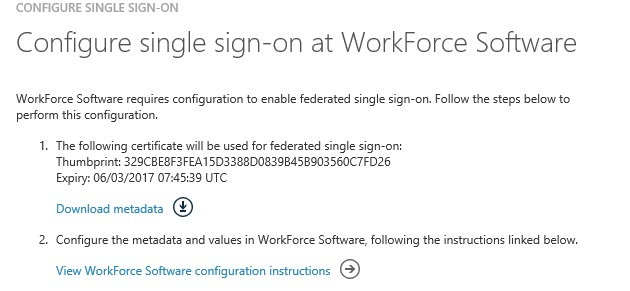 CONFIGURE SINGLE SIGN-ON
Configure single sign-on at WorkForce Software
WorkForce Software requires configuration to enable federated single sign-on. Follow the steps below to
perform this configuration.
1. The following certificate will be used for federated single sign-on:
Thumbprint: 329CBE8F3FEA15D3388D0839B45B903560C7FD26
Expiry: 06/03/2017 07:45:39 UTC
Download metadata
2. Configure the metadata and values in WorkForce Software, following the instructions linked below.
View WorkForce Software configuration instructions